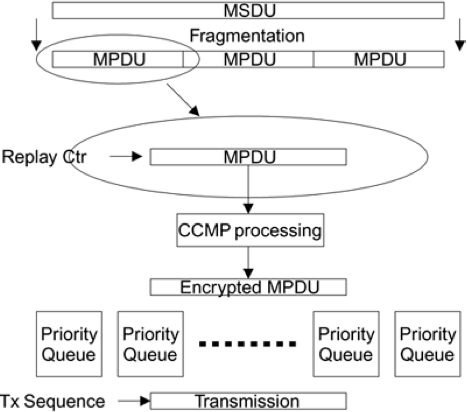 MSDU
Fragmentation
MPDU MPDU MPDU
Replay Ctr MPDU
CCMP processing
Encrypted MPDU
Priority Priority Priority Priority
Queue Queue Queue Queue
Tx Sequence Transmission